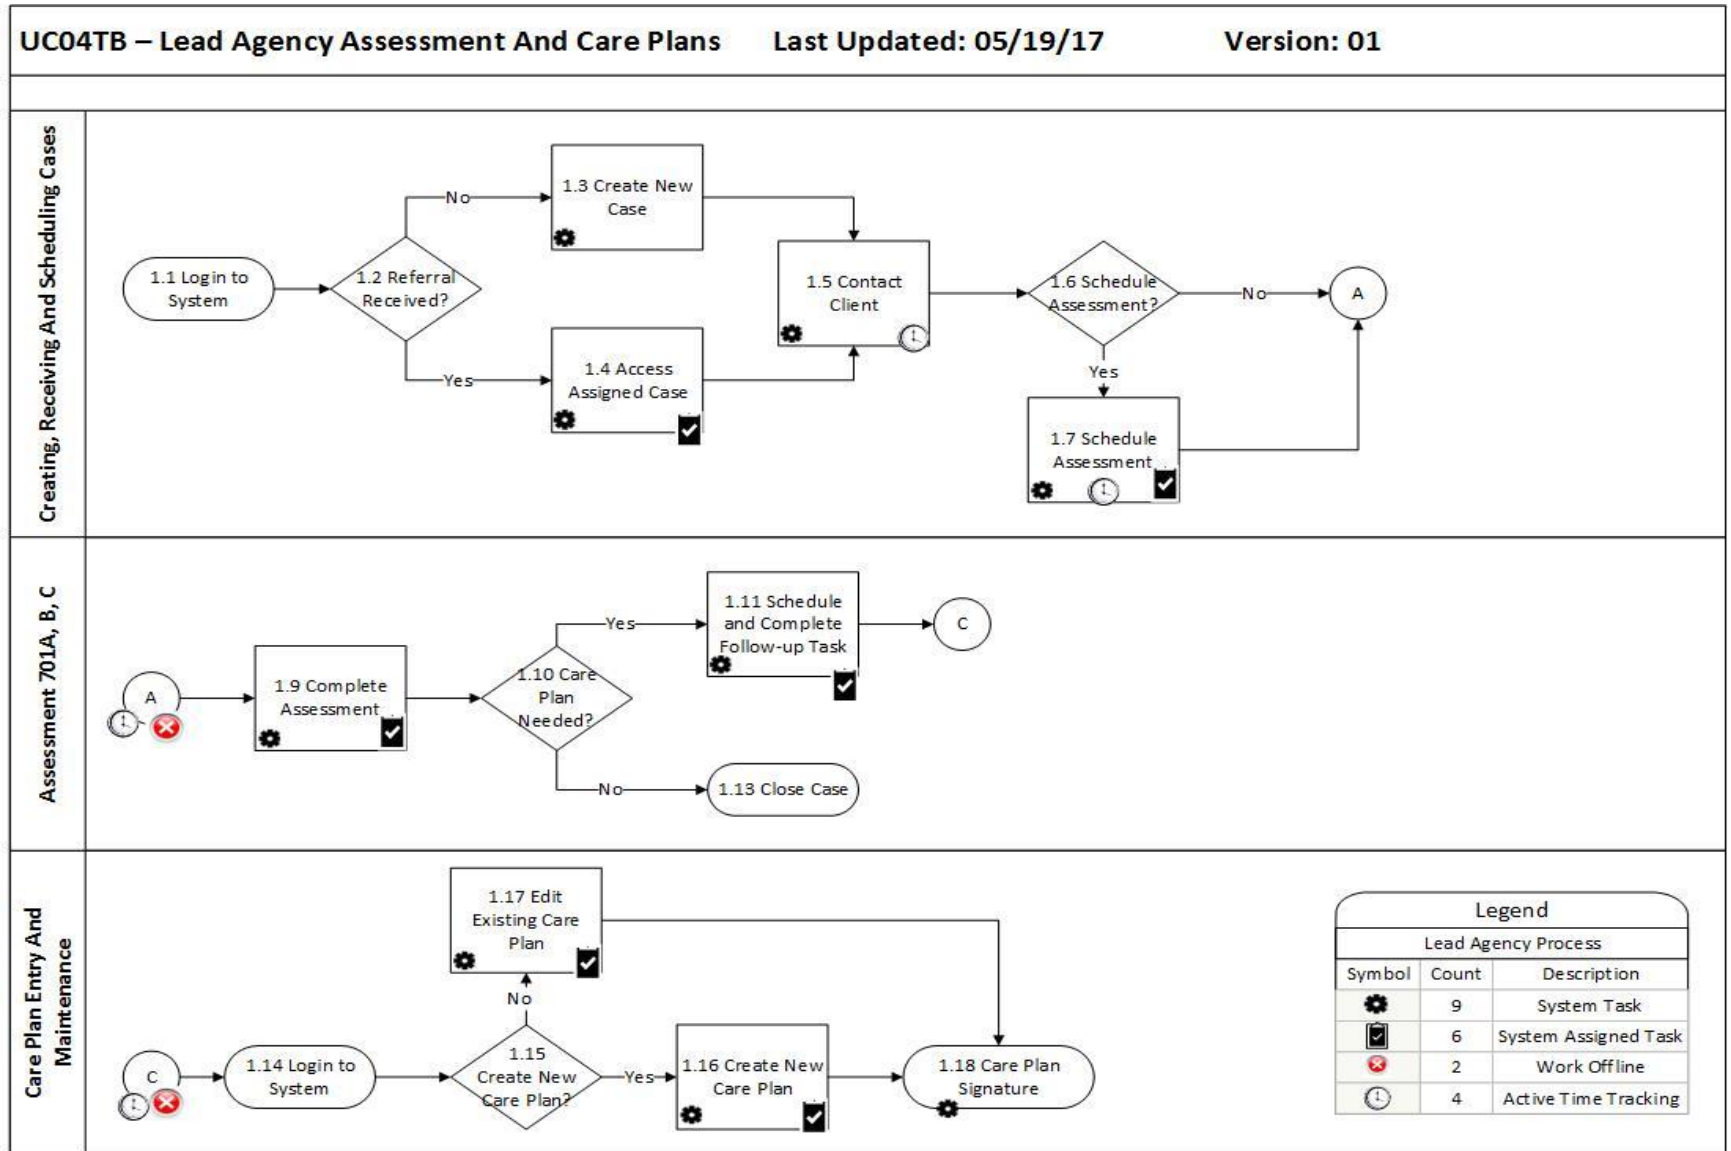 UC04TB – Lead Agency Assessment And Care Plans Last Updated: 05/19/17 Version: 01
Creating, Receiving And Scheduling Cases
1.1 Login to
System
1.2 Referral
Received?
No
Yes
1.3 Create New
Case
1.4 Access
Assigned Case
1.5 Contact
Client
1.6 Schedule
Assessment?
No
A
Yes
1.7 Schedule
Assessment
Assessment 701A, B, C
A
1.9 Complete
Assessment
1.10 Care
Plan
Needed?
Yes
1.11 Schedule
and Complete
Follow-up Task
C
No
1.13 Close Case
Care Plan Entry And
Maintenance
C
1.14 Login to
System
1.15
Create New
Care Plan?
No
1.17 Edit
Existing Care
Plan
Yes
1.16 Create New
Care Plan
1.18 Care Plan
Signature
Legend
Lead Agency Process
Symbol Count Description
9 System Task
6 System Assigned Task
2 Work Offline
4 Active Time Tracking